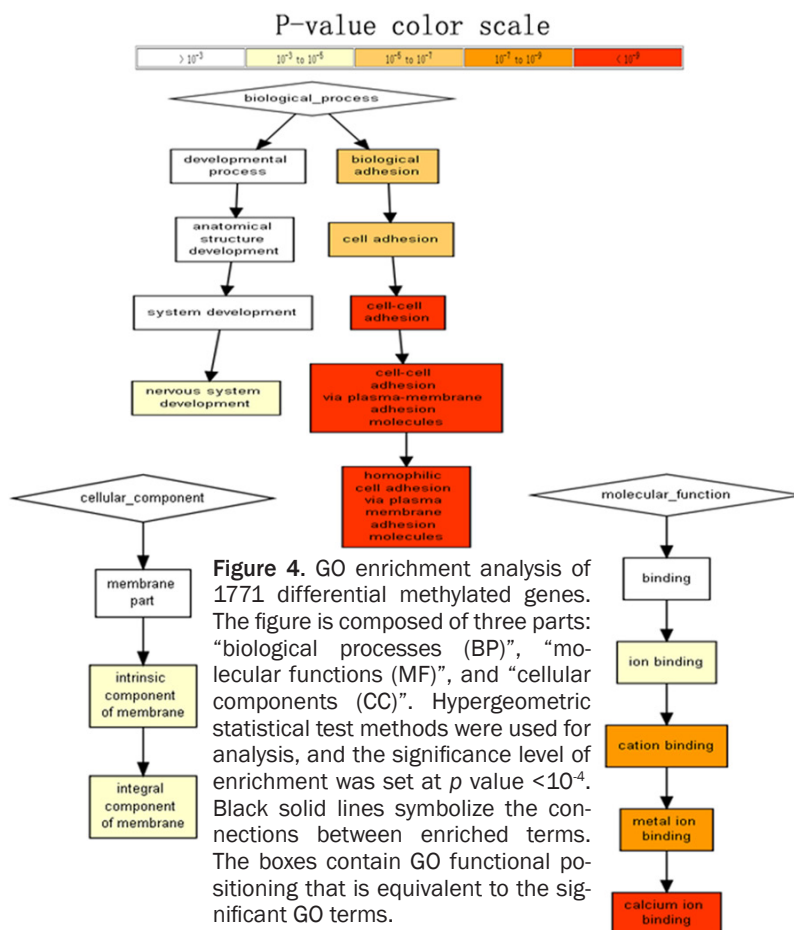 P-value color scale
> 10⁻³
10⁻³ to 10⁻⁵
10⁻⁵ to 10⁻⁷
10⁻⁷ to 10⁻⁹
< 10⁻⁹
biological_process
developmental
process
biological
adhesion
anatomical
structure
development
cell adhesion
system development
cell-cell
adhesion
nervous system
development
cell-cell
adhesion
via plasma-membrane
adhesion
molecules
homophilic
cell adhesion
via plasma
membrane
adhesion
molecules
cellular_component
membrane
part
intrinsic
component
of membrane
integral
component
of membrane
molecular_function
binding
ion binding
cation binding
metal ion
binding
calcium ion
binding
Figure 4. GO enrichment analysis of
1771 differential methylated genes.
The figure is composed of three parts:
“biological processes (BP)”, “mo-
lecular functions (MF)”, and “cellular
components (CC)”. Hypergeometric
statistical test methods were used for
analysis, and the significance level of
enrichment was set at p value <10⁻⁴.
Black solid lines symbolize the con-
nections between enriched terms.
The boxes contain GO functional po-
sitioning that is equivalent to the sig-
nificant GO terms.